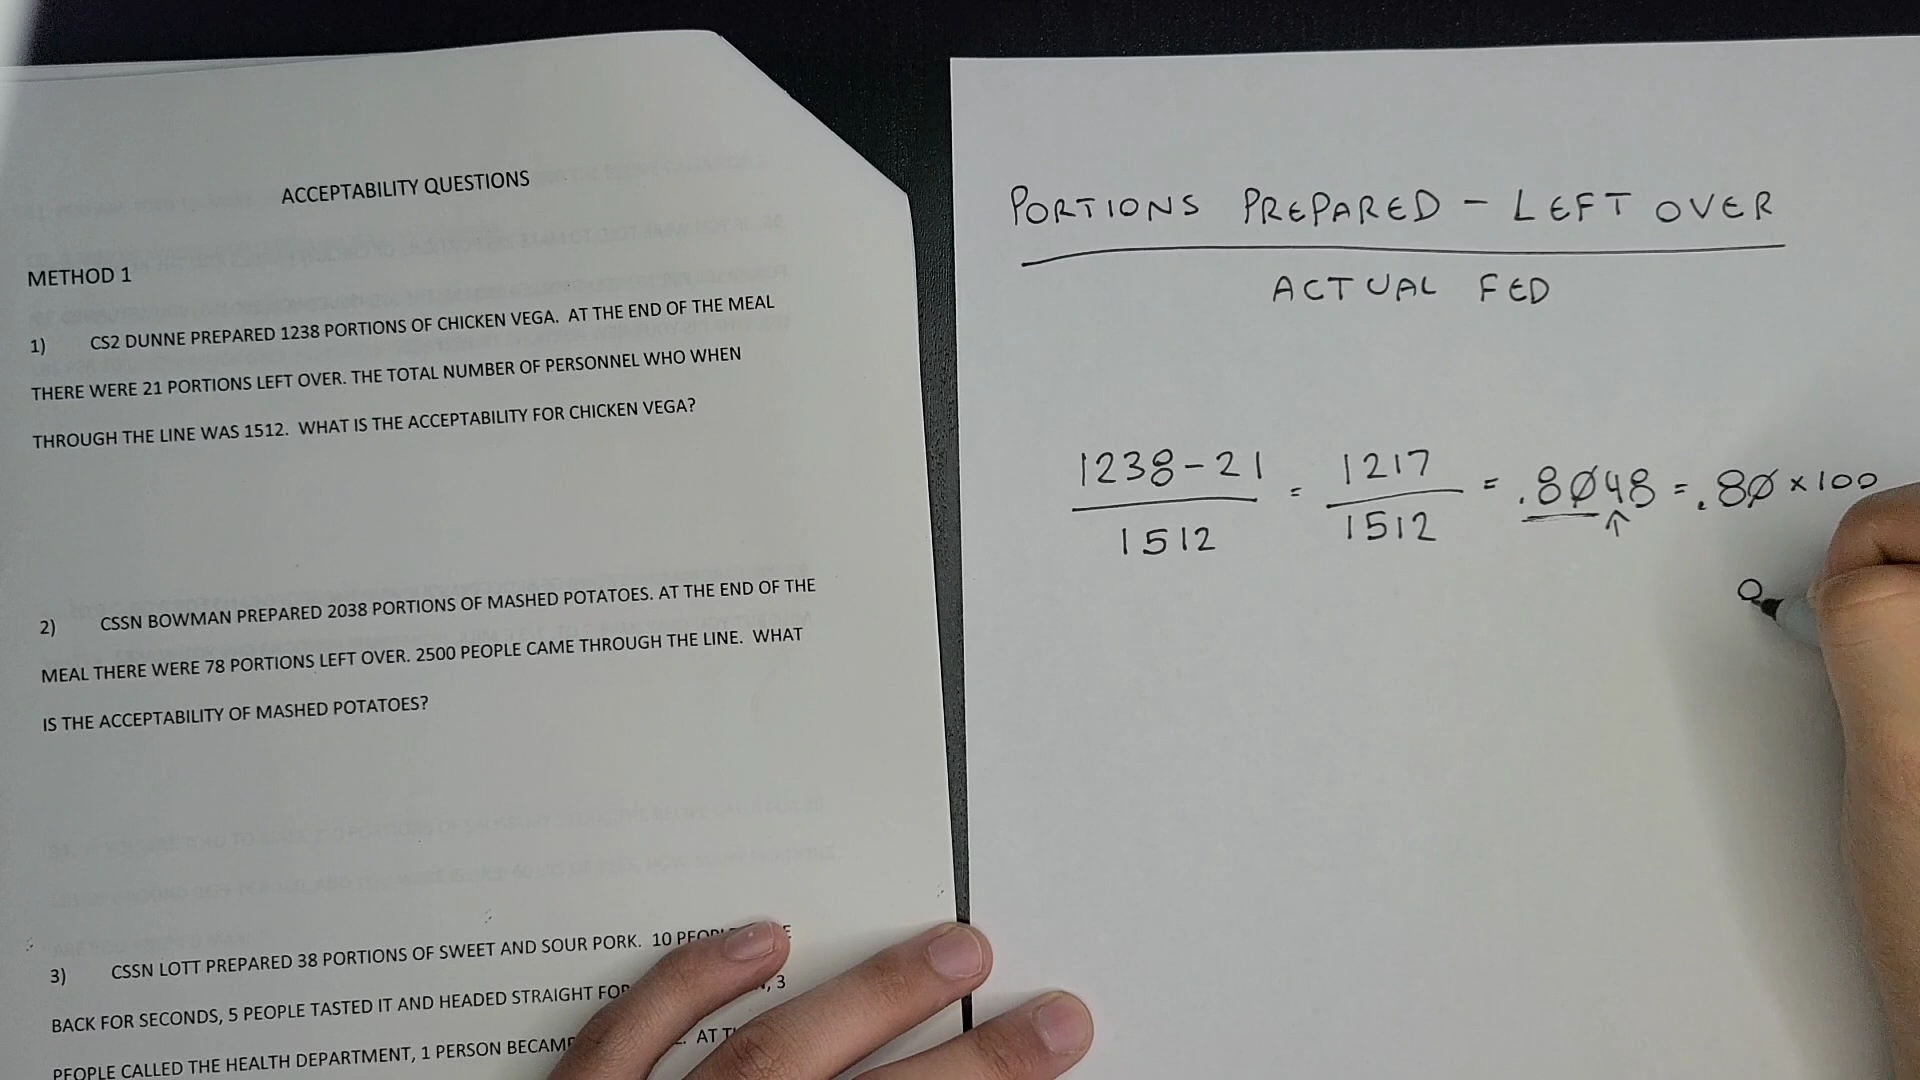 ACCEPTABILITY QUESTIONS
METHOD 1
1) CS2 DUNNE PREPARED 1238 PORTIONS OF CHICKEN VEGA. AT THE END OF THE MEAL
THERE WERE 21 PORTIONS LEFT OVER. THE TOTAL NUMBER OF PERSONNEL WHO WHEN
THROUGH THE LINE WAS 1512. WHAT IS THE ACCEPTABILITY FOR CHICKEN VEGA?
2) CSSN BOWMAN PREPARED 2038 PORTIONS OF MASHED POTATOES. AT THE END OF THE
MEAL THERE WERE 78 PORTIONS LEFT OVER. 2500 PEOPLE CAME THROUGH THE LINE. WHAT
IS THE ACCEPTABILITY OF MASHED POTATOES?
3) CSSN LOTT PREPARED 38 PORTIONS OF SWEET AND SOUR PORK. 10
BACK FOR SECONDS, 5 PEOPLE TASTED IT AND HEADED STRAIGHT , 3
PEOPLE CALLED THE HEALTH DEPARTMENT, 1 PERSON AT
PORTIONS PREPARED - LEFT OVER
ACTUAL FED
1238-21
1512
=
1217
1512
= .8048 = .80 x 100
↑
8